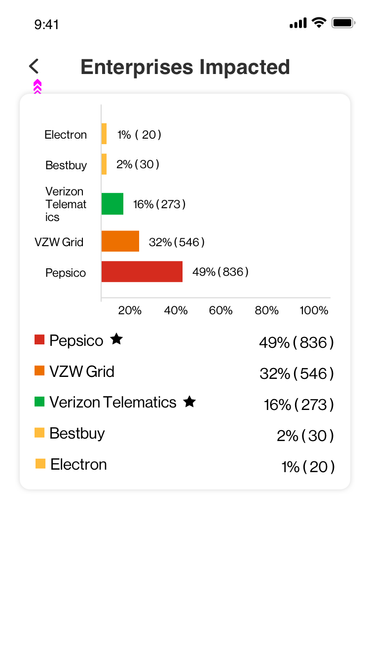 9:41
Enterprises Impacted
Electron 1% ( 20)
Bestbuy 2% (30)
Verizon
Telemat
ics
16% (273)
VZW Grid 32% (546)
Pepsico 49% (836)
20% 40% 60% 80% 100%
Pepsico ★ 49% ( 836)
VZW Grid 32% ( 546)
Verizon Telematics ★ 16% ( 273)
Bestbuy 2% ( 30)
Electron 1% ( 20)